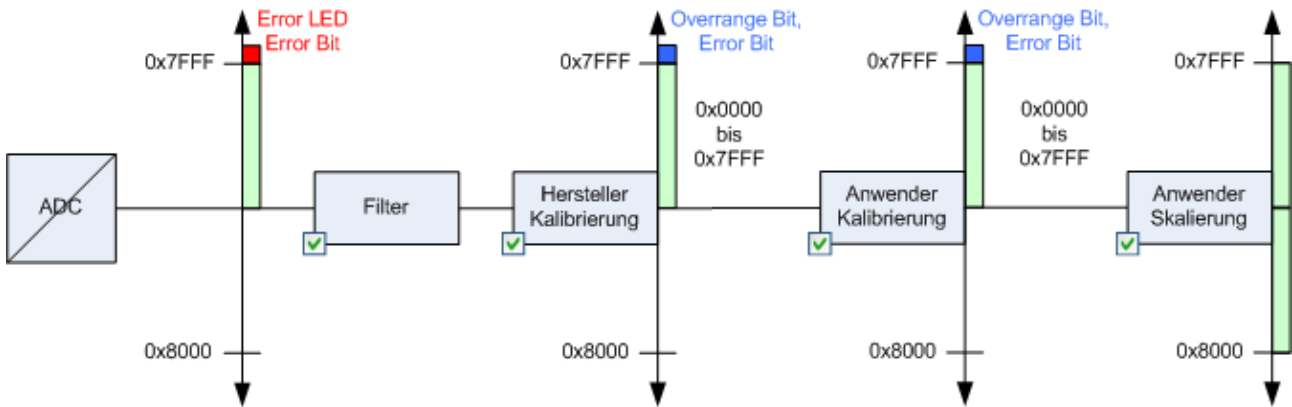 Error LED
Error Bit
Overrange Bit,
Error Bit
Overrange Bit,
Error Bit
0x7FFF
0x7FFF
0x7FFF
0x7FFF
0x0000
bis
0x7FFF
0x0000
bis
0x7FFF
ADC
Filter
Hersteller
Kalibrierung
Anwender
Kalibrierung
Anwender
Skalierung
0x8000
0x8000
0x8000
0x8000